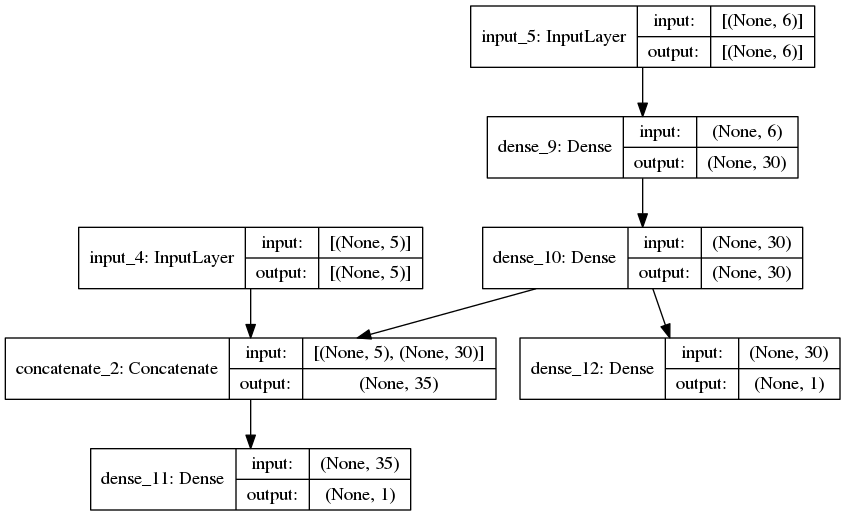 input_5: InputLayer
input: [(None, 6)]
output: [(None, 6)]
dense_9: Dense
input: (None, 6)
output: (None, 30)
input_4: InputLayer
input: [(None, 5)]
output: [(None, 5)]
dense_10: Dense
input: (None, 30)
output: (None, 30)
concatenate_2: Concatenate
input: [(None, 5), (None, 30)]
output: (None, 35)
dense_12: Dense
input: (None, 30)
output: (None, 1)
dense_11: Dense
input: (None, 35)
output: (None, 1)